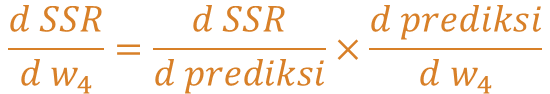 d SSR / d w₄ = d SSR / d prediksi × d prediksi / d w₄